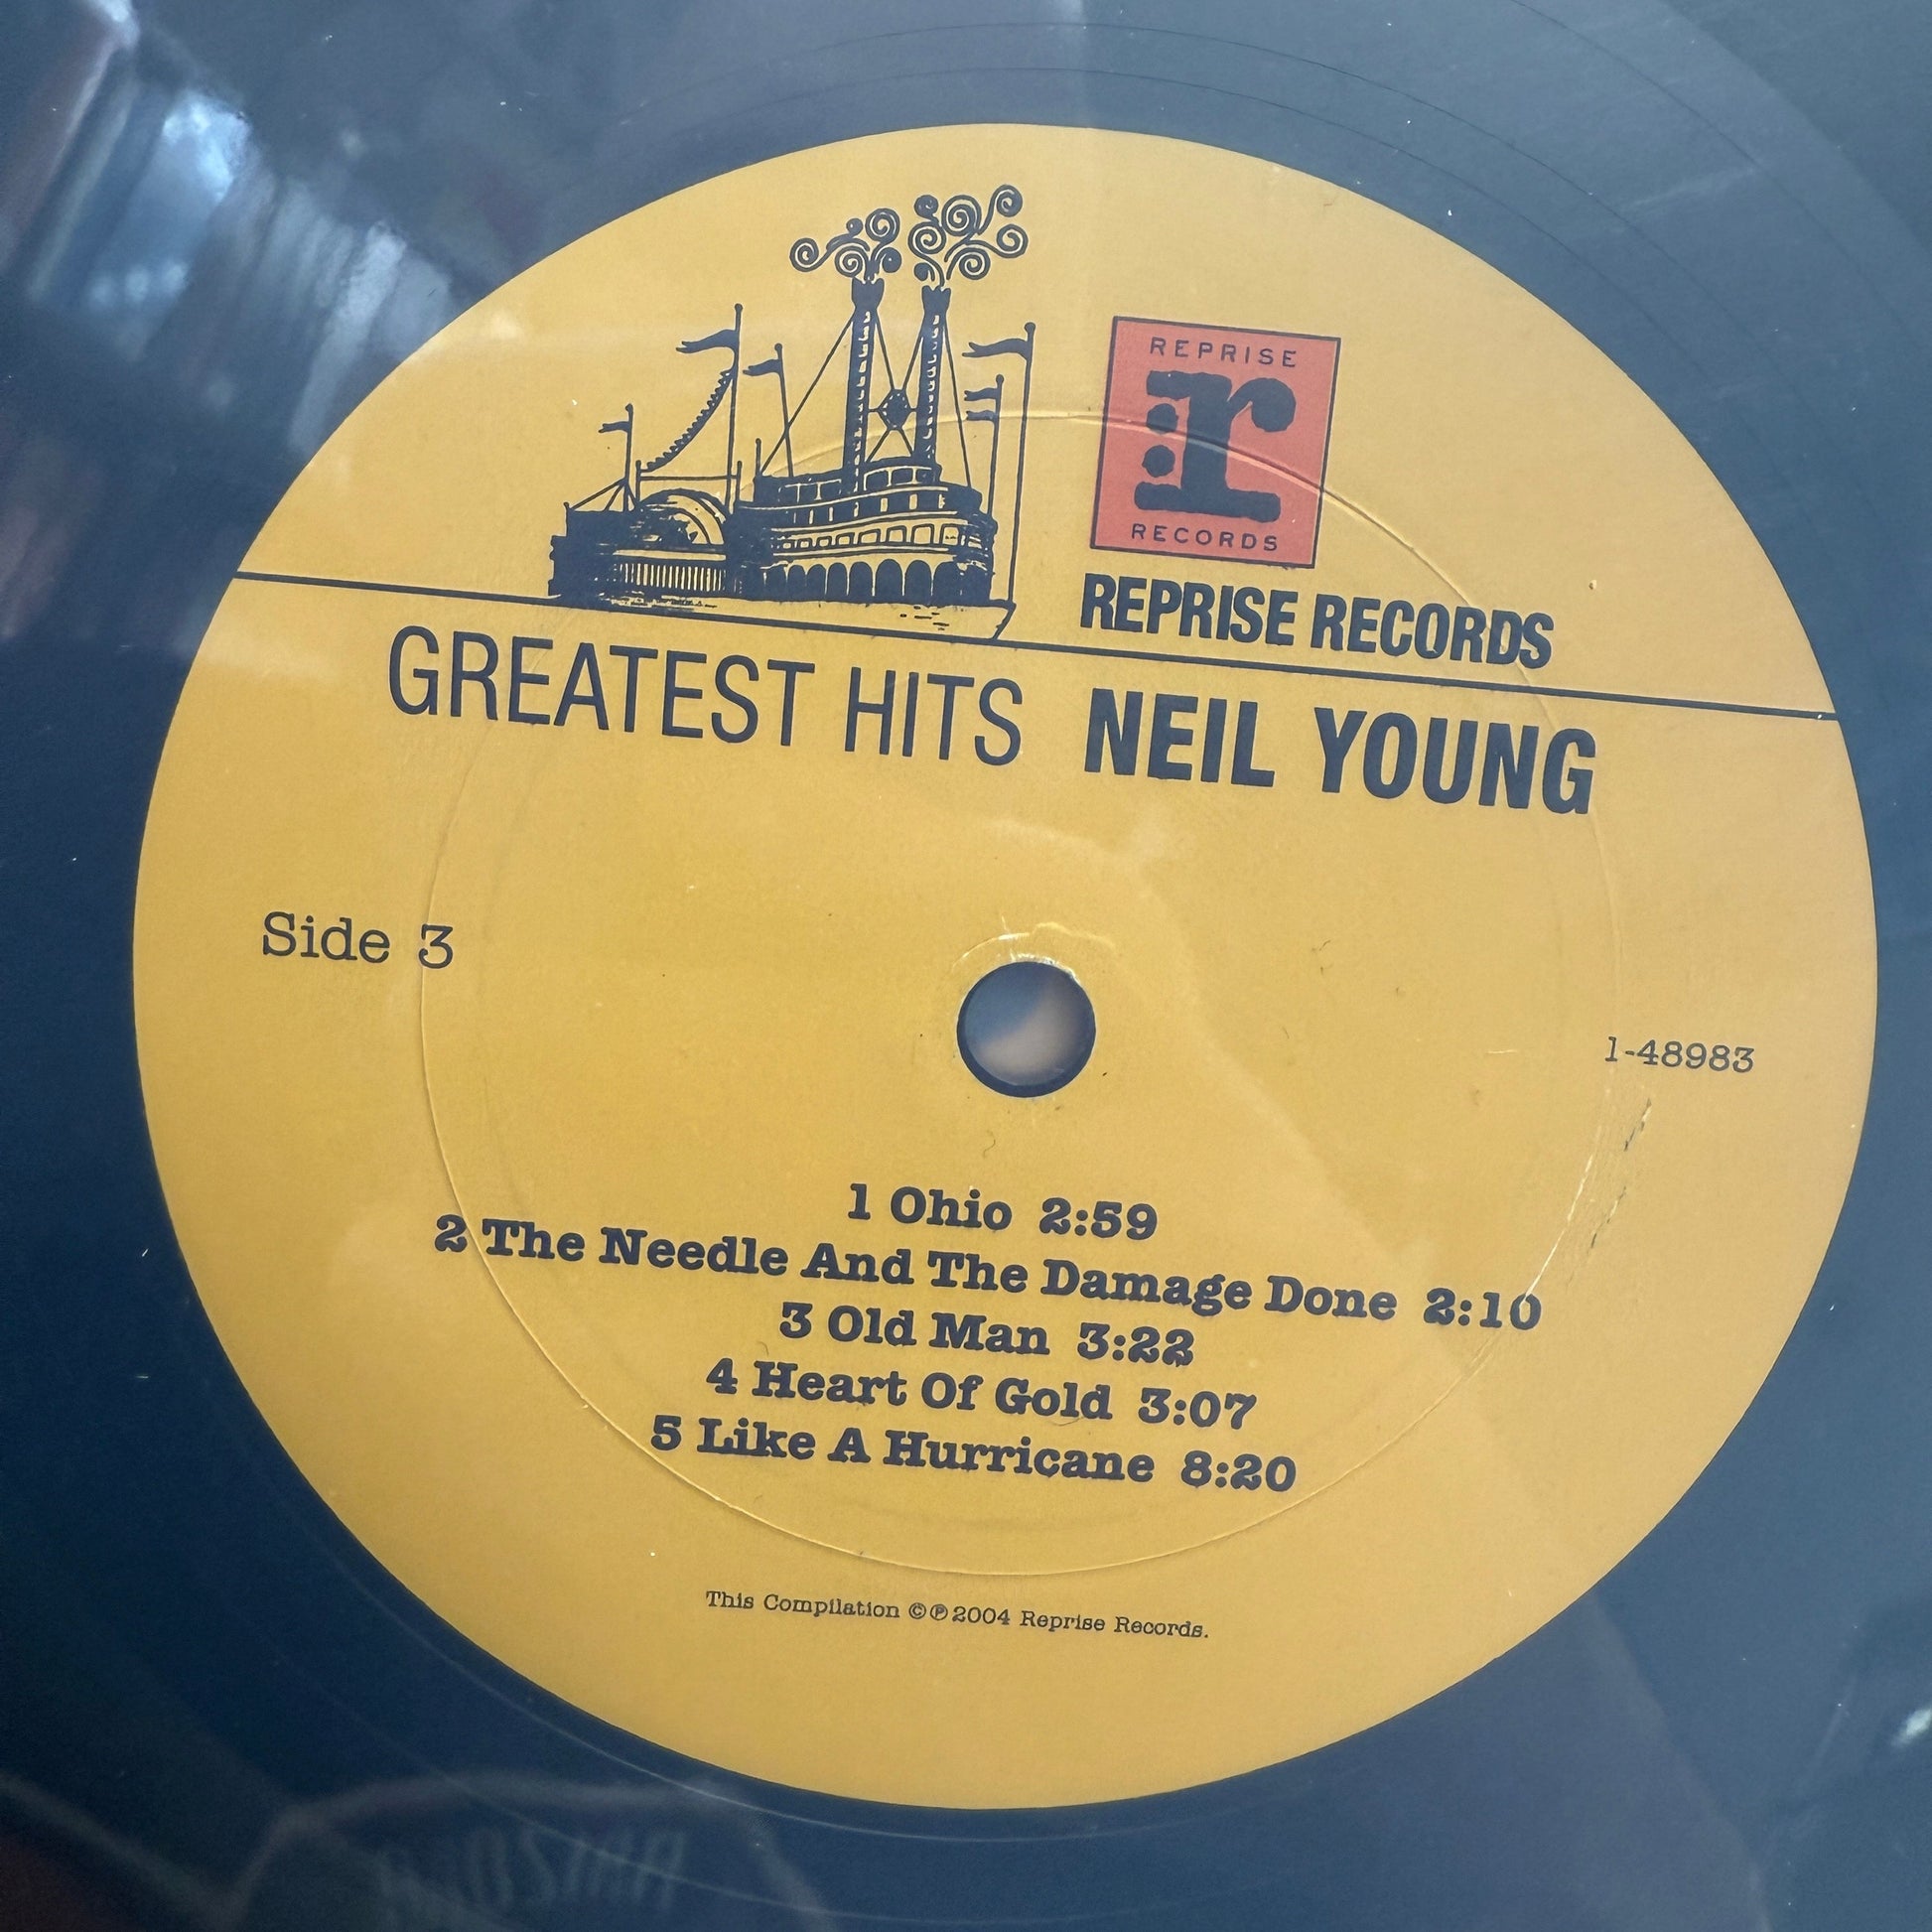 REPRISE
r:
RECORDS
REPRISE RECORDS
GREATEST HITS NEIL YOUNG
Side 3
1-48983
1 Ohio 2:59
2 The Needle And The Damage Done 2:10
3 Old Man 3:22
4 Heart Of Gold 3:07
5 Like A Hurricane 8:20
This Compilation ©℗2004 Reprise Records.